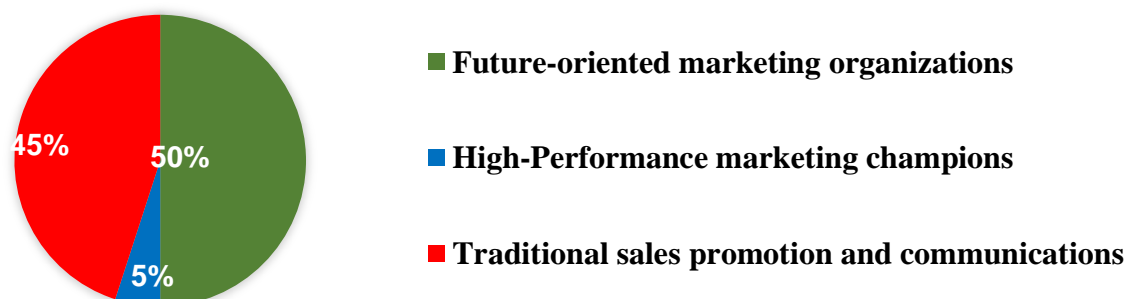 Future-oriented marketing organizations
45%
50%
High-Performance marketing champions
Traditional sales promotion and communications
5%